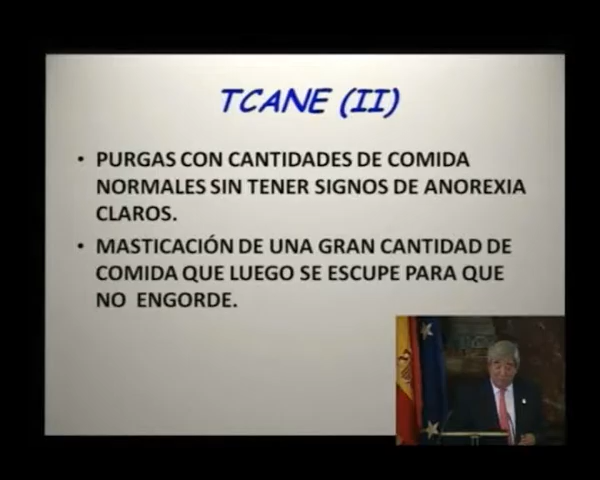 TCANE (II)
• PURGAS CON CANTIDADES DE COMIDA
NORMALES SIN TENER SIGNOS DE ANOREXIA
CLAROS.
• MASTICACIÓN DE UNA GRAN CANTIDAD DE
COMIDA QUE LUEGO SE ESCUPE PARA QUE
NO ENGORDE.